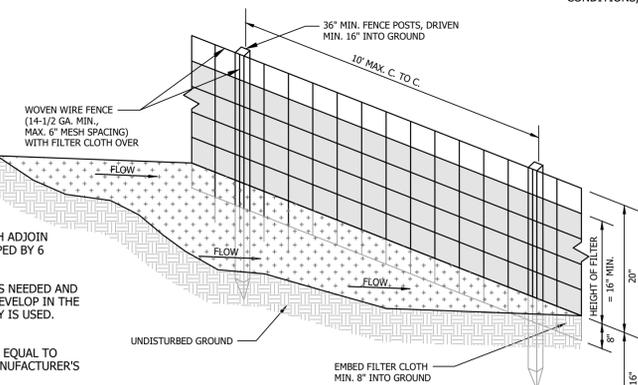 CONDITIONS,
36" MIN. FENCE POSTS, DRIVEN
MIN. 16" INTO GROUND
10' MAX. C. TO C.
WOVEN WIRE FENCE
(14-1/2 GA. MIN.,
MAX. 6" MESH SPACING)
WITH FILTER CLOTH OVER
FLOW
H ADJOIN
PED BY 6
FLOW
S NEEDED AND
EVELOP IN THE
Y IS USED.
FLOW
HEIGHT OF FILTER
= 16" MIN.
20"
8"
UNDISTURBED GROUND
EQUAL TO
NUFACTURER'S
EMBED FILTER CLOTH
MIN. 8" INTO GROUND
16"